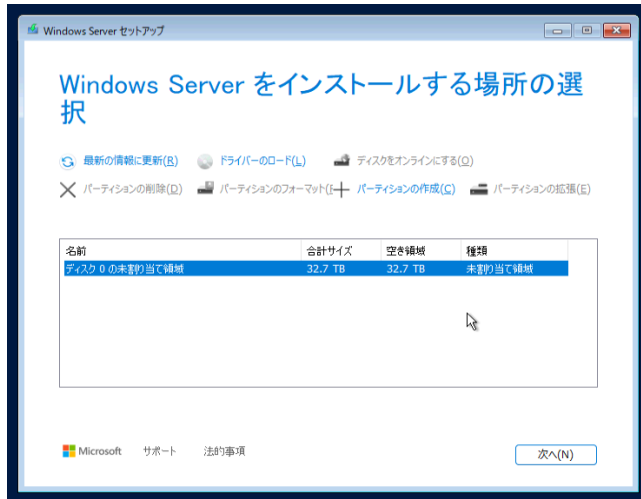 Windows Server セットアップ
Windows Server をインストールする場所の選
択
最新の情報に更新(R) ドライバーのロード(L) ディスクをオンラインにする(O)
パーティションの削除(D) パーティションのフォーマット(F パーティションの作成(C) パーティションの拡張(E)
名前 合計サイズ 空き領域 種類
ディスク 0 の未割り当て領域 32.7 TB 32.7 TB 未割り当て領域
Microsoft サポート 法的事項
次へ(N)